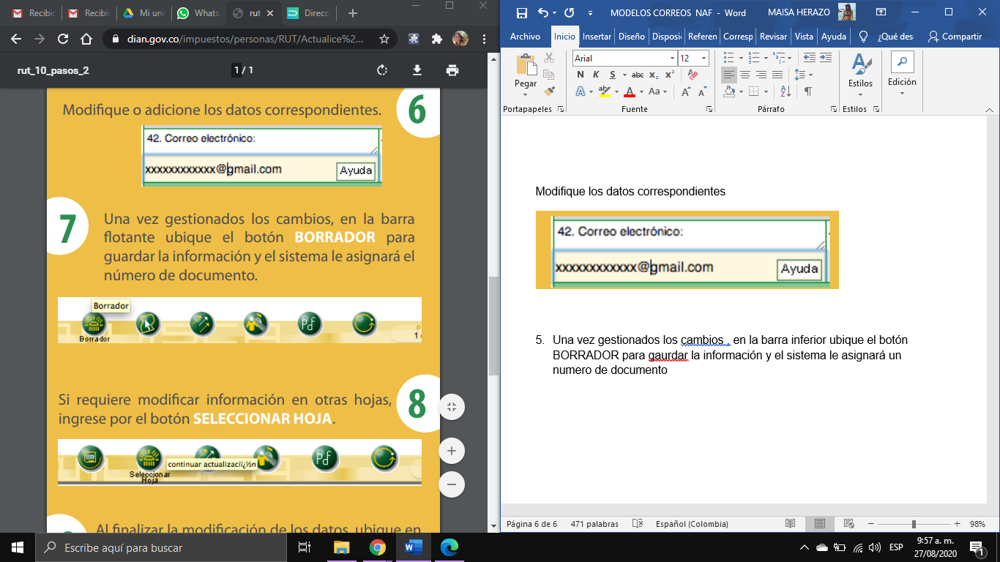 Recibic
Recibic
Mi uni
Whats
rut
Direcc
dian.gov.co/impuestos/personas/RUT/Actualice%2...
rut_10_pasos_2
1 / 1
6
Modifique o adicione los datos correspondientes.
42. Correo electrónico:
xxxxxxxxxxxx@gmail.com
Ayuda
7
Una vez gestionados los cambios, en la barra
flotante ubique el botón BORRADOR para
guardar la información y el sistema le asignará el
número de documento.
Borrador
Borrador
Pdf
P
1
8
Si requiere modificar información en otras hojas,
ingrese por el botón SELECCIONAR HOJA.
continuar actualizaciï¿½n
Seleccionar
Hoja
Pdf
Al finalizar la modificación de los datos, ubique en
MODELOS CORREOS NAF - Word
MAISA HERAZO
Archivo Inicio Insertar Diseño Disposi Referen Corresp Revisar Vista Ayuda ¿Qué des Compartir
Pegar
Portapapeles
Arial 12
N K S abc x₂ x²
A aby A Aa A A
Fuente
Párrafo
Estilos
Estilos
Edición
Modifique los datos correspondientes
42. Correo electrónico:
xxxxxxxxxxxx@gmail.com
Ayuda
5. Una vez gestionados los cambios , en la barra inferior ubique el botón
BORRADOR para gaurdar la información y el sistema le asignará un
numero de documento
Página 6 de 6 471 palabras Español (Colombia) 98%
Escribe aquí para buscar
ESP
9:57 a. m.
27/08/2020
1